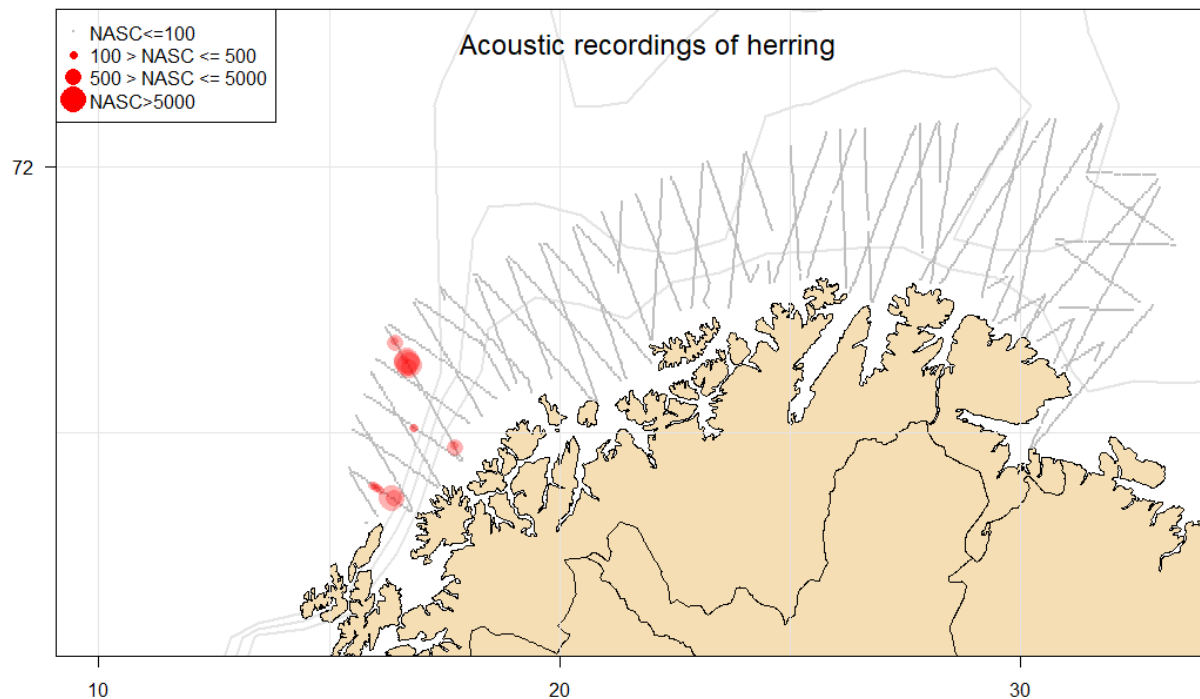 NASC<=100
100 > NASC <= 500
500 > NASC <= 5000
NASC>5000
Acoustic recordings of herring
72
10
20
30